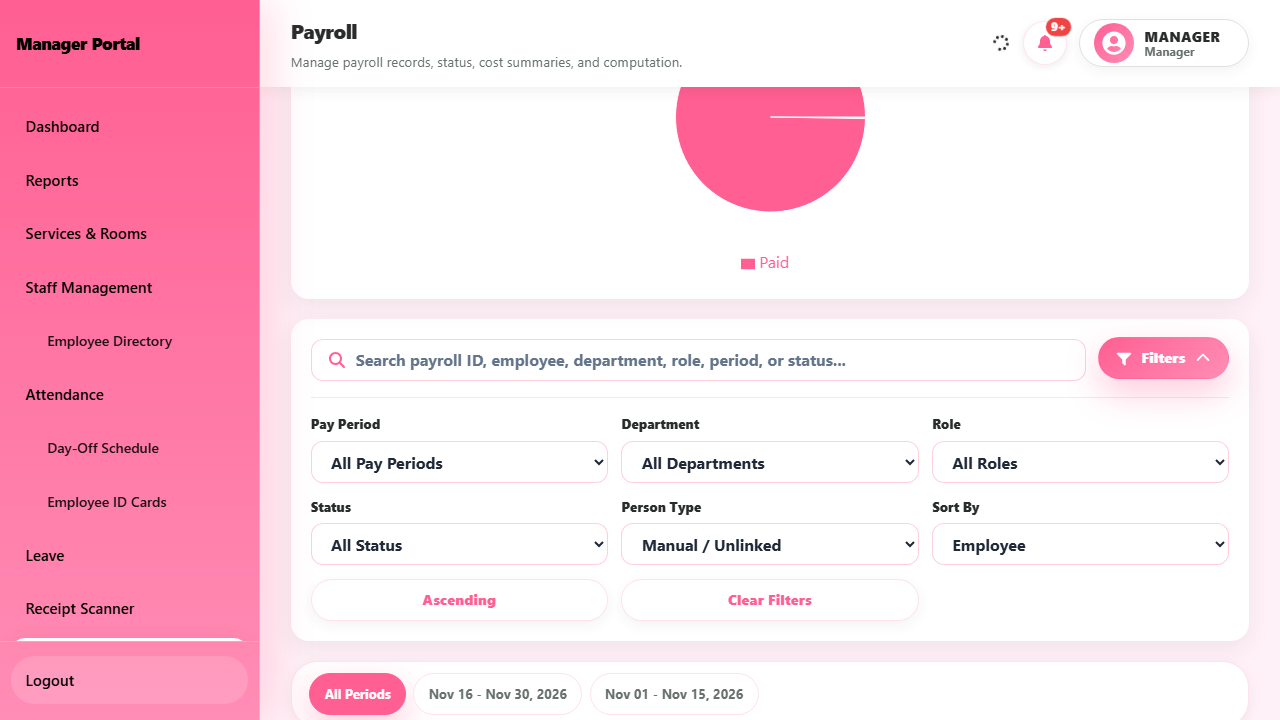 Manager Portal
Dashboard
Reports
Services & Rooms
Staff Management
Employee Directory
Attendance
Day-Off Schedule
Employee ID Cards
Leave
Receipt Scanner
Logout
Payroll
Manage payroll records, status, cost summaries, and computation.
9+
MANAGER
Manager
Paid
Search payroll ID, employee, department, role, period, or status...
Filters
Pay Period
Department
Role
All Pay Periods
All Departments
All Roles
Status
Person Type
Sort By
All Status
Manual / Unlinked
Employee
Ascending
Clear Filters
All Periods
Nov 16 - Nov 30, 2026
Nov 01 - Nov 15, 2026